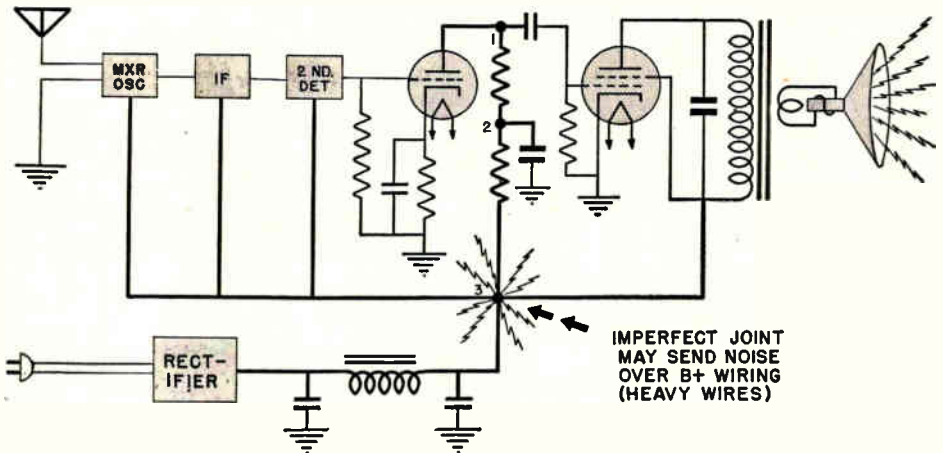 MXR
OSC
IF
2 ND.
DET
1
2
3
RECT-
IFIER
IMPERFECT JOINT
MAY SEND NOISE
OVER B+ WIRING
(HEAVY WIRES)